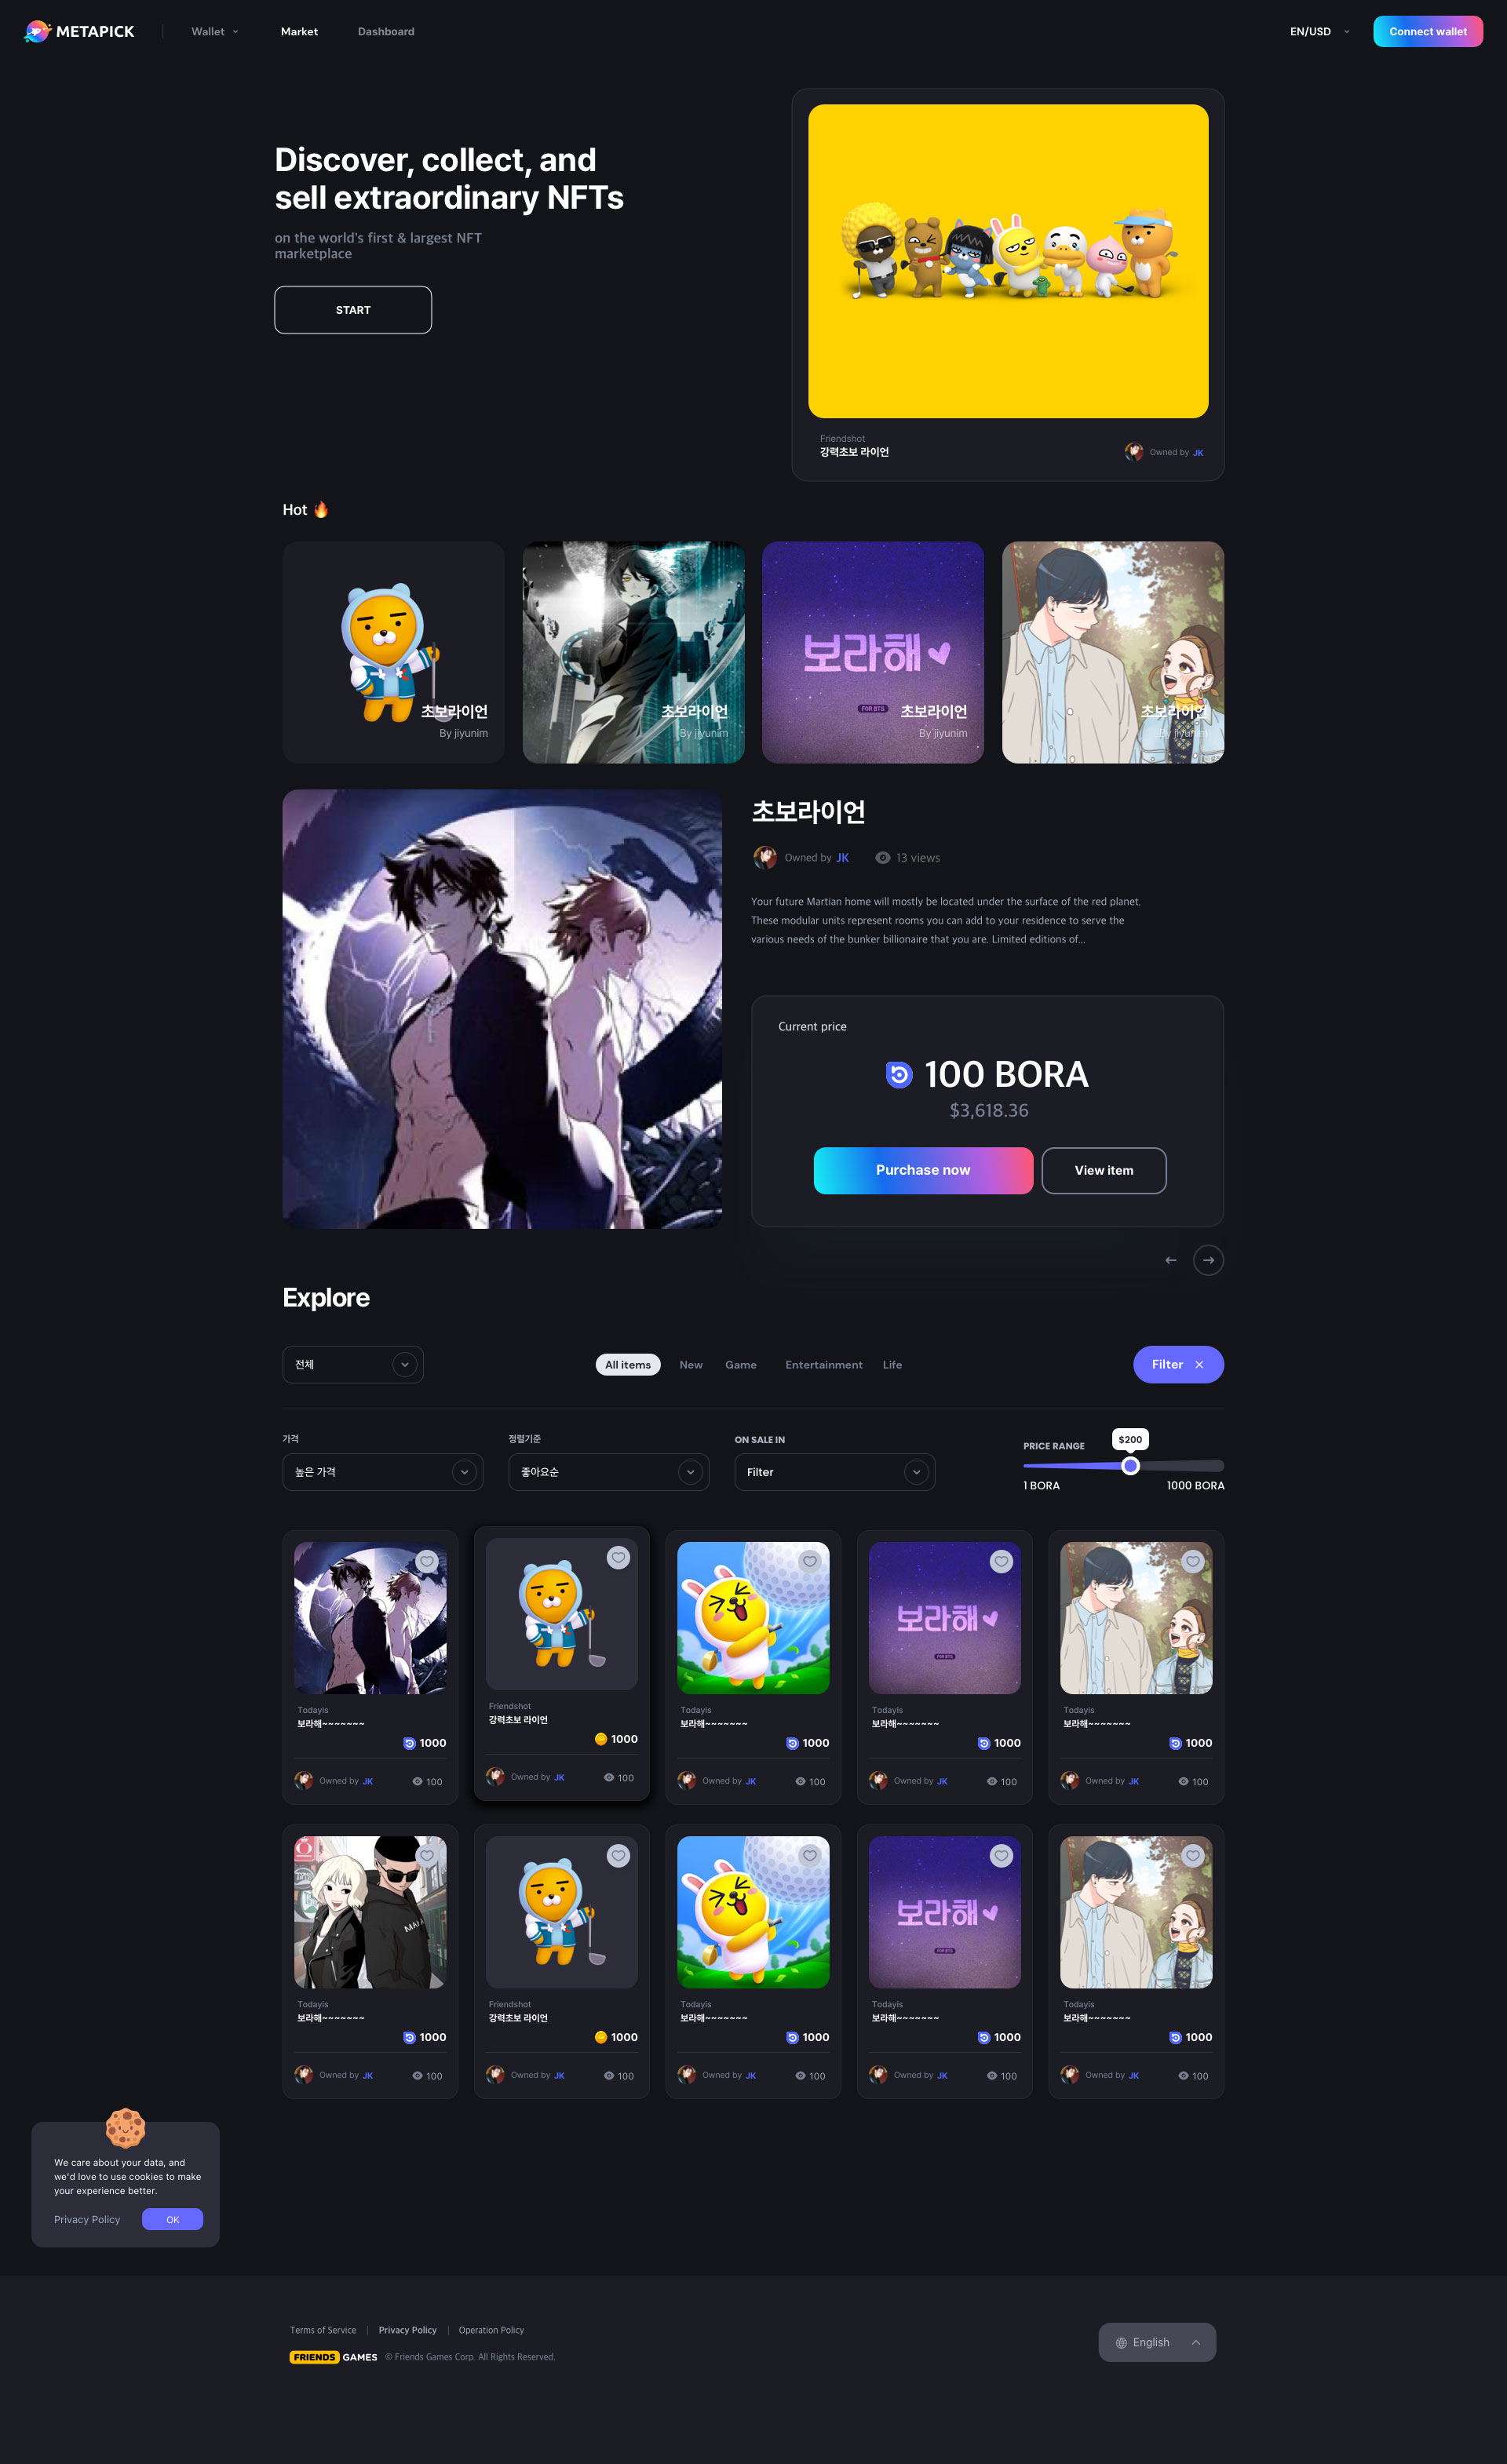 METAPICK
Wallet
Market
Dashboard
EN/USD
Connect wallet
Discover, collect, and
sell extraordinary NFTs
on the world's first & largest NFT
marketplace
START
Friendshot
강력초보 라이언
Owned by JK
Hot 🔥
초보라이언
By jiyunim
초보라이언
By jiyunim
보라해
FOR BTS
초보라이언
By jiyunim
초보라이언
By jiyunim
초보라이언
Owned by JK
13 views
Your future Martian home will mostly be located under the surface of the red planet.
These modular units represent rooms you can add to your residence to serve the
various needs of the bunker billionaire that you are. Limited editions of...
Current price
100 BORA
$3,618.36
Purchase now
View item
Explore
전체
All items
New
Game
Entertainment
Life
Filter
가격
높은 가격
정렬기준
좋아요순
ON SALE IN
Filter
PRICE RANGE
$200
1 BORA
1000 BORA
Todayis
보라해~~~~~~~
1000
Owned by JK
100
Friendshot
강력초보 라이언
1000
Owned by JK
100
Todayis
보라해~~~~~~~
1000
Owned by JK
100
보라해
FOR BTS
Todayis
보라해~~~~~~~
1000
Owned by JK
100
Todayis
보라해~~~~~~~
1000
Owned by JK
100
Todayis
보라해~~~~~~~
1000
Owned by JK
100
Friendshot
강력초보 라이언
1000
Owned by JK
100
Todayis
보라해~~~~~~~
1000
Owned by JK
100
보라해
FOR BTS
Todayis
보라해~~~~~~~
1000
Owned by JK
100
Todayis
보라해~~~~~~~
1000
Owned by JK
100
We care about your data, and
we'd love to use cookies to make
your experience better.
Privacy Policy
OK
Terms of Service | Privacy Policy | Operation Policy
FRIENDS GAMES © Friends Games Corp. All Rights Reserved.
English